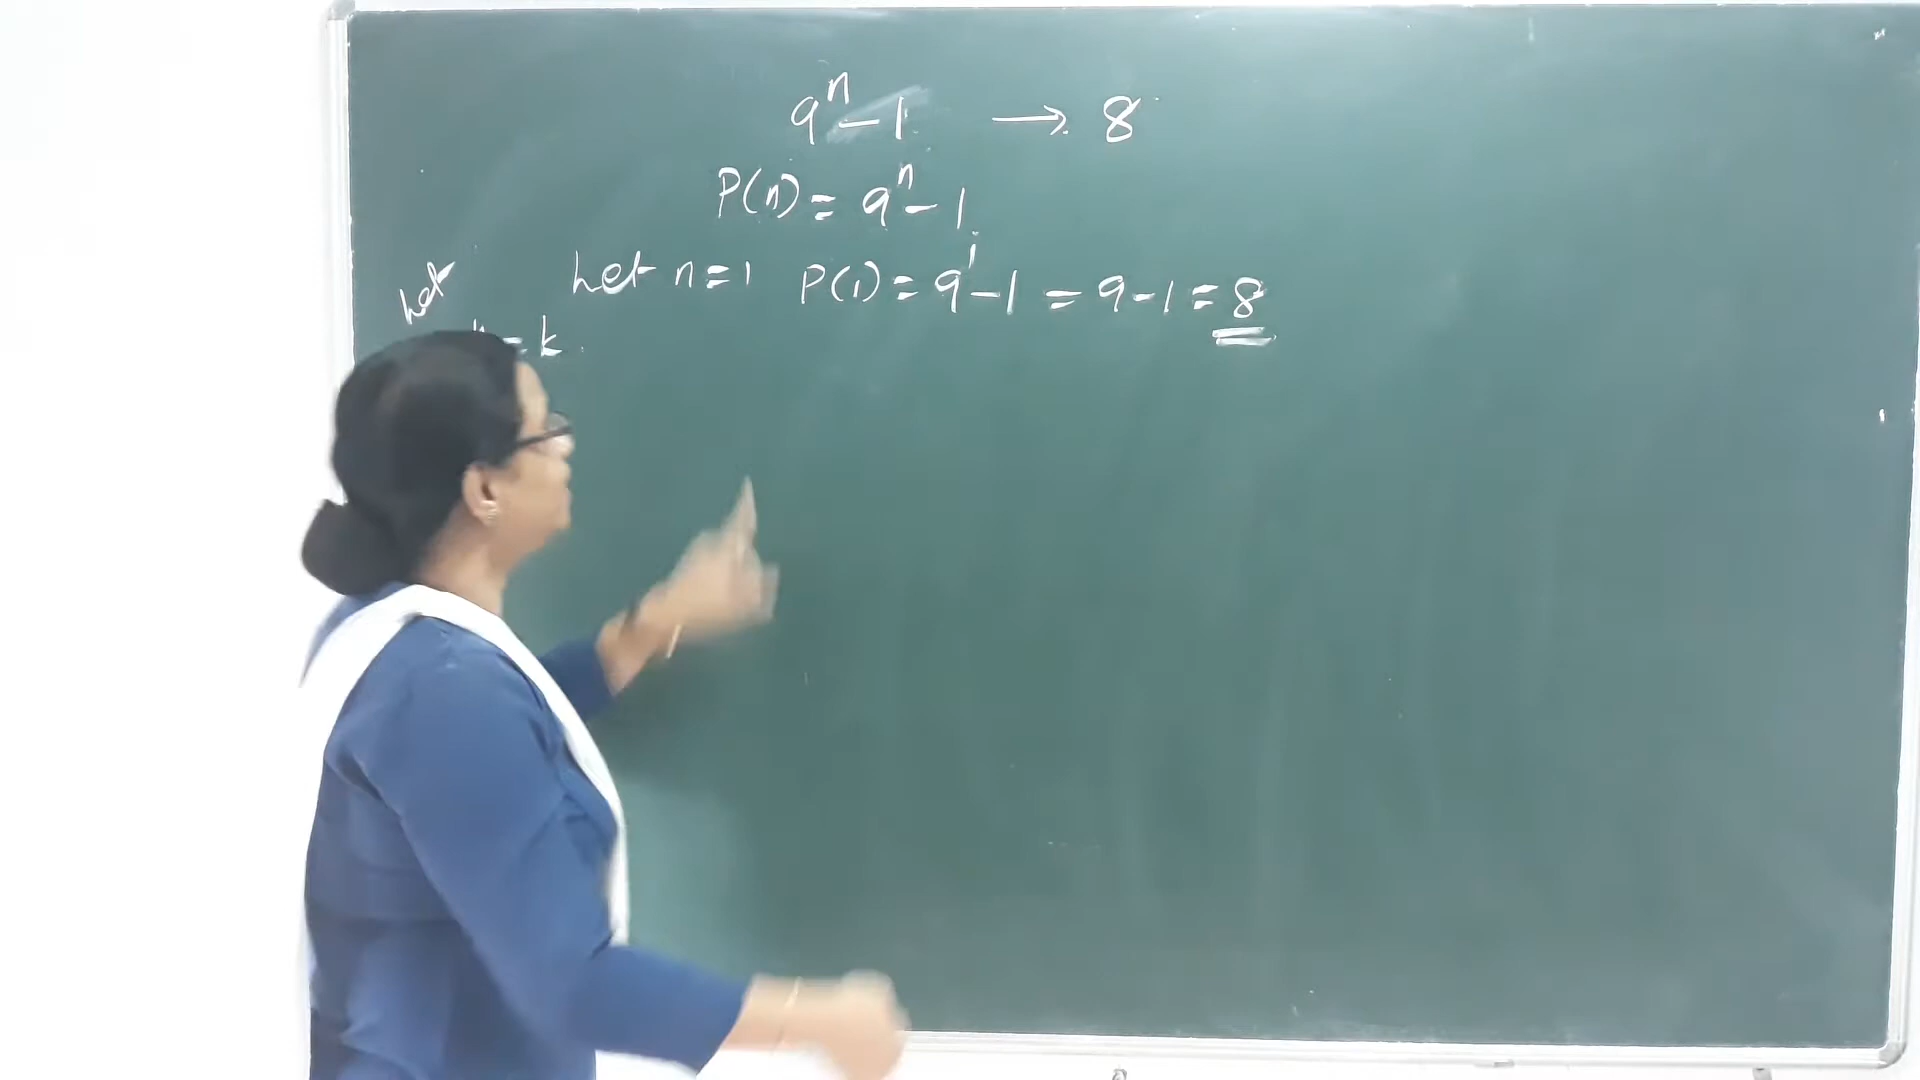 9ⁿ-1 → 8
P(n) = 9ⁿ-1
Let n=1 P(1) = 9¹-1 = 9-1 = 8
Let
n = k